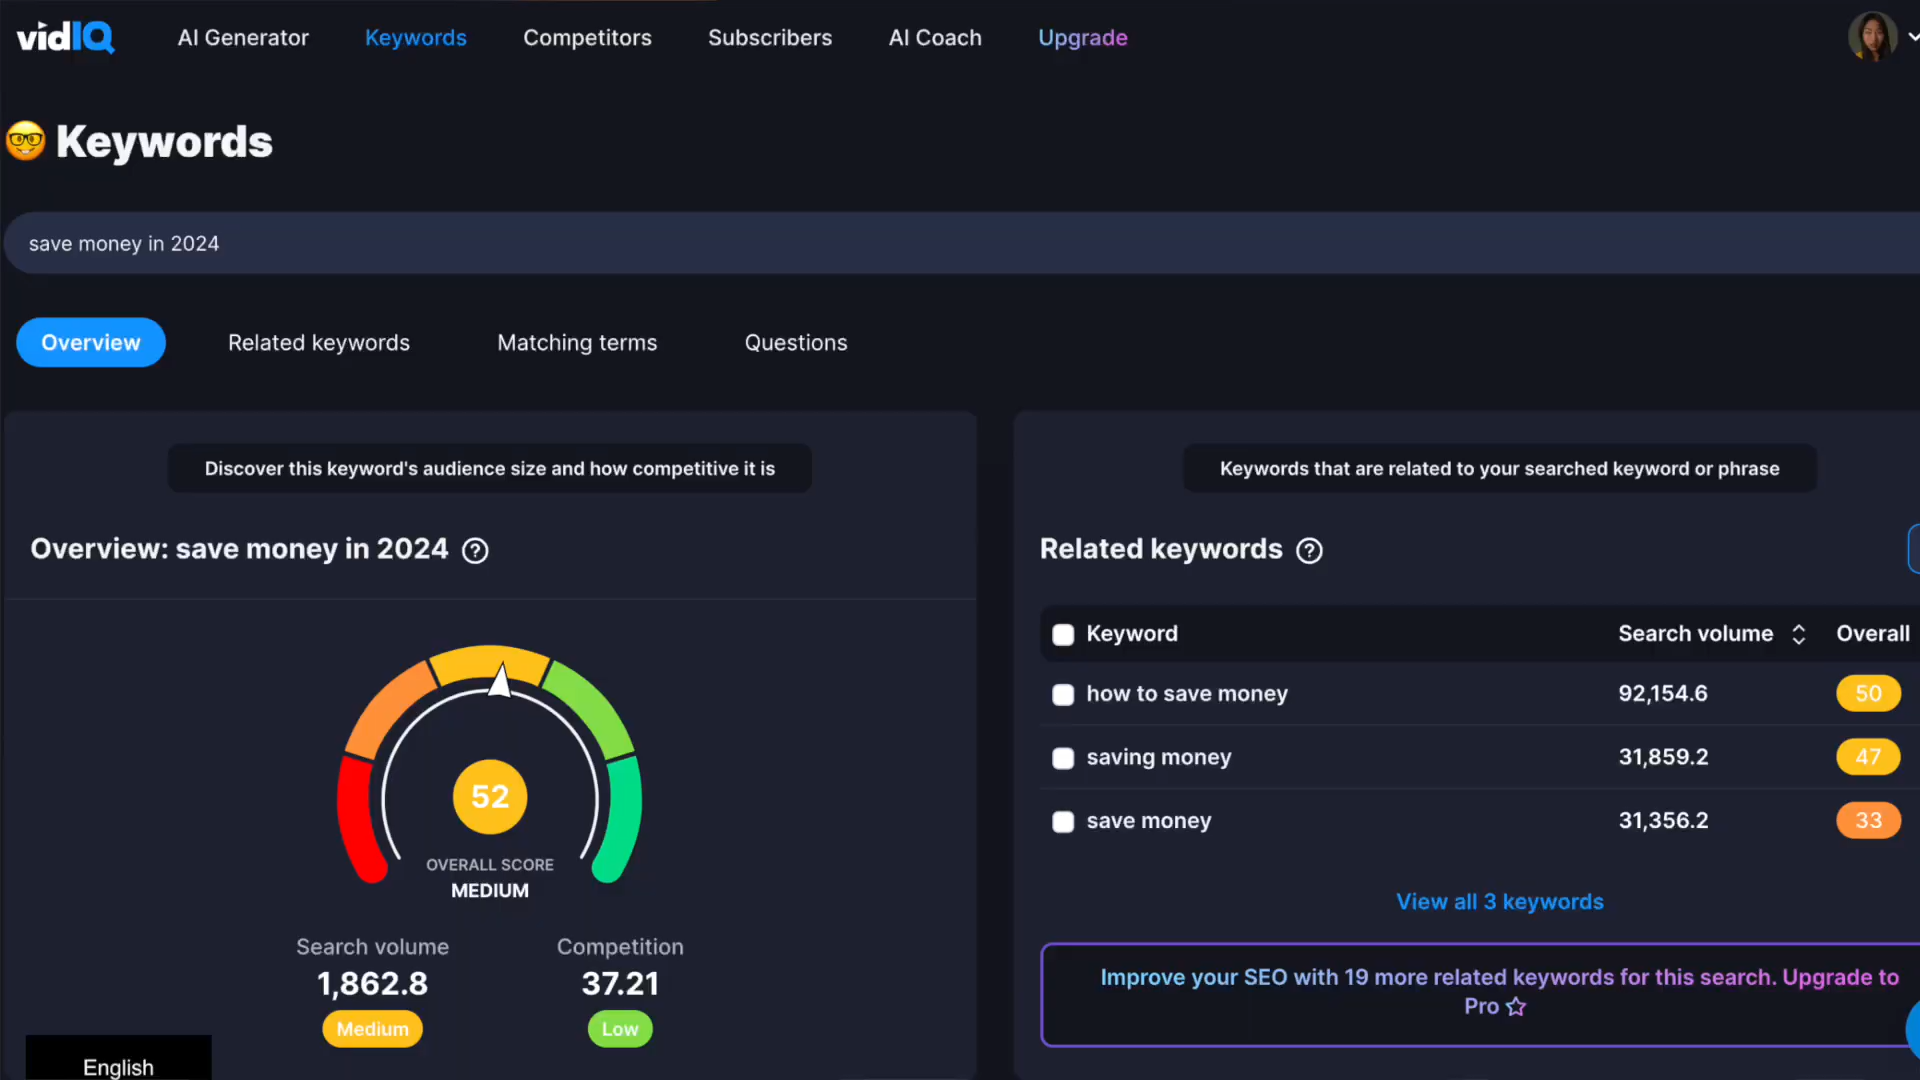 vidIQ AI Generator Keywords Competitors Subscribers AI Coach Upgrade
Keywords
save money in 2024
Overview Related keywords Matching terms Questions
Discover this keyword's audience size and how competitive it is
Overview: save money in 2024
52
OVERALL SCORE
MEDIUM
Search volume Competition
1,862.8 37.21
Medium Low
English
Keywords that are related to your searched keyword or phrase
Related keywords
Keyword Search volume Overall
how to save money 92,154.6 50
saving money 31,859.2 47
save money 31,356.2 33
View all 3 keywords
Improve your SEO with 19 more related keywords for this search. Upgrade to
Pro